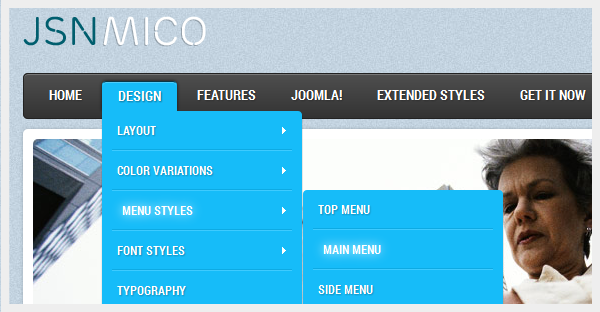 JSNMICO
HOME DESIGN FEATURES JOOMLA! EXTENDED STYLES GET IT NOW
LAYOUT
COLOR VARIATIONS
MENU STYLES
FONT STYLES
TYPOGRAPHY
TOP MENU
MAIN MENU
SIDE MENU